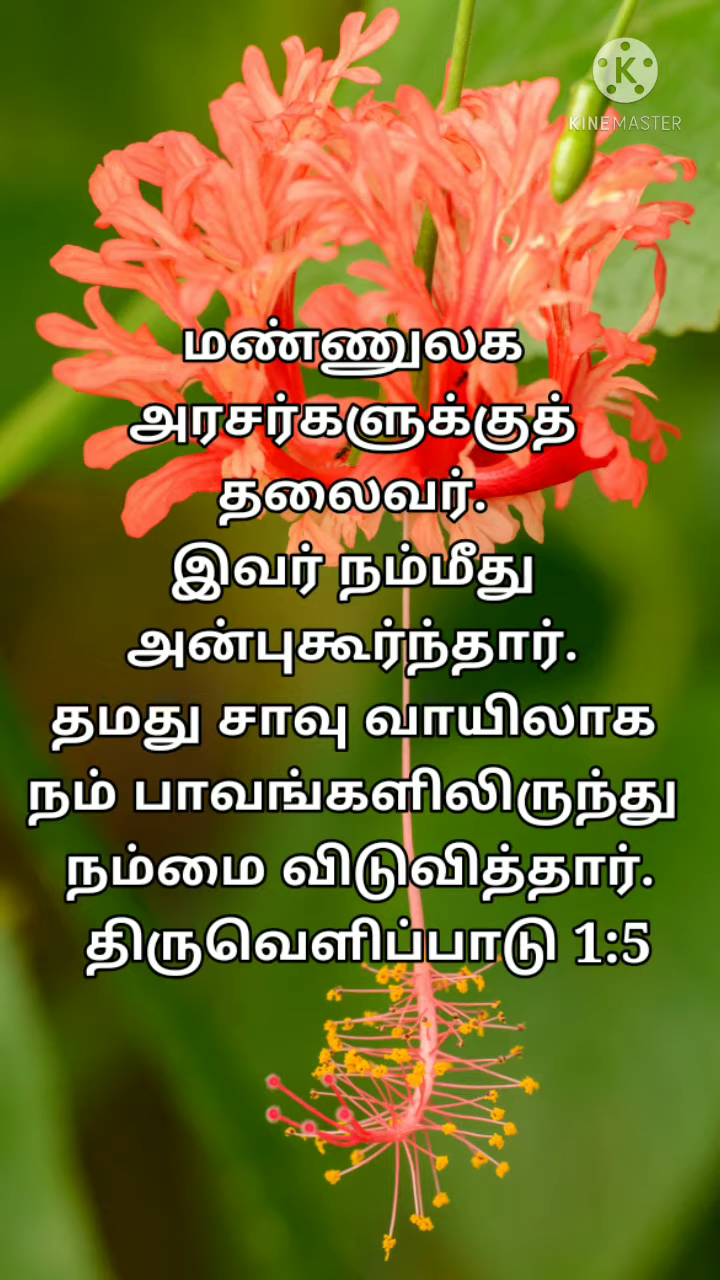 KINEMASTER
மண்ணுலக
அரசர்களுக்குத்
தலைவர்.
இவர் நம்மீது
அன்புகூர்ந்தார்.
தமது சாவு வாயிலாக
நம் பாவங்களிலிருந்து
நம்மை விடுவித்தார்.
திருவெளிப்பாடு 1:5